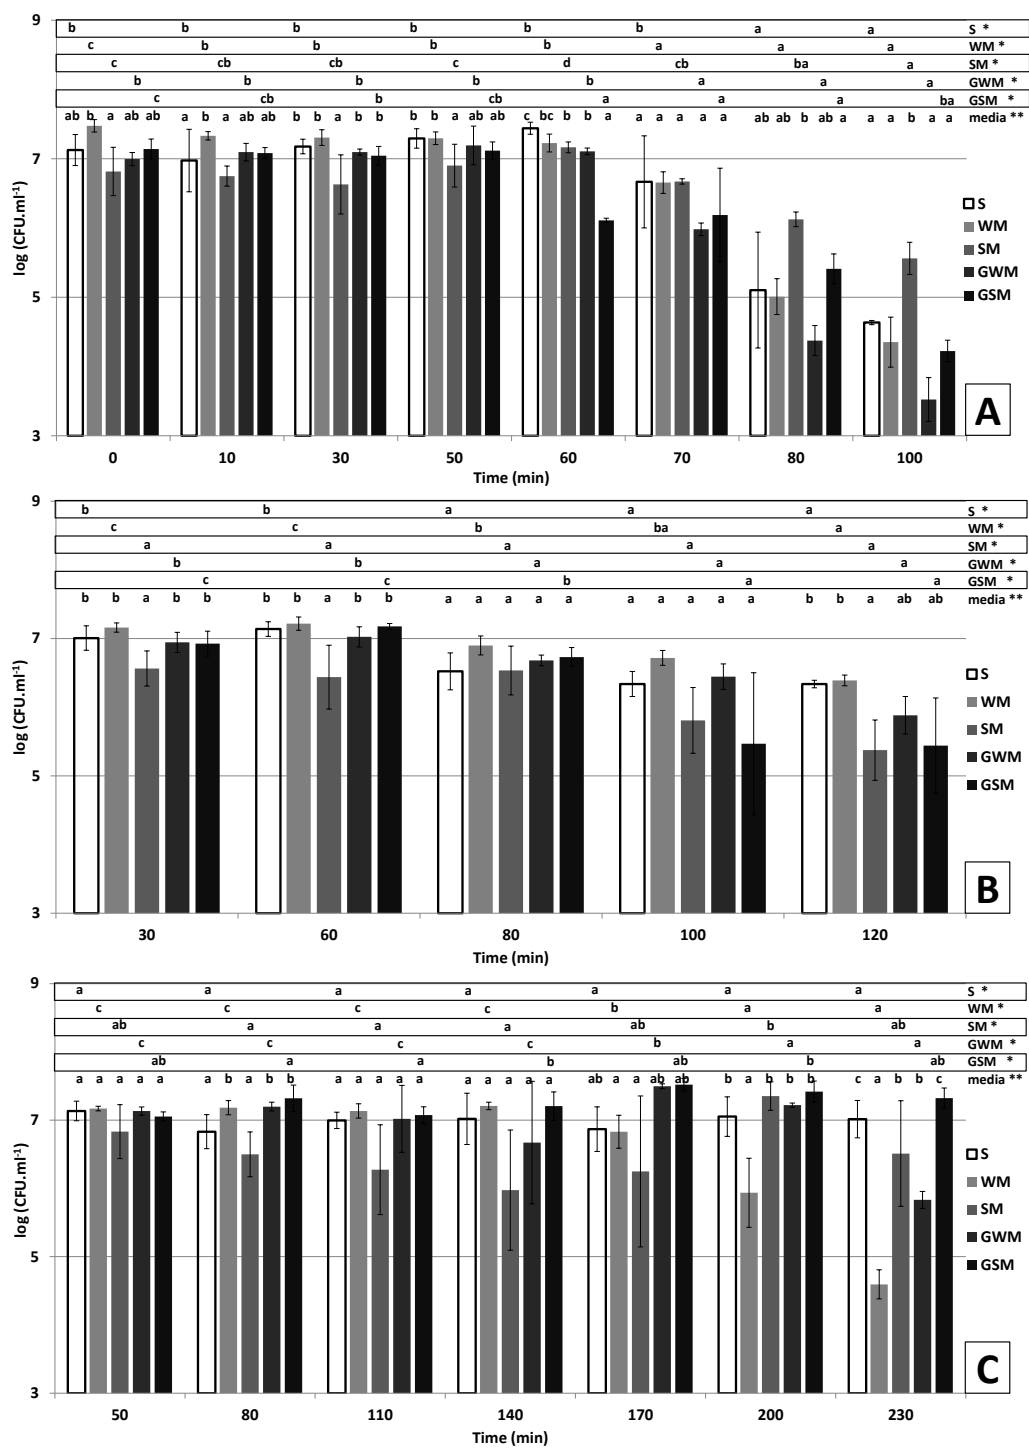 9
b b b b b b a a S *
c b b b b a a a WM *
c cb cb c d cb ba a SM *
b b b b b a a a GWM *
c cb b cb a a a ba GSM *
ab b a ab ab a b a ab ab b b a b b b b a ab ab c bc b b a a a a a a ab ab b ab a a a b a a media **
7
5
3
log (CFU.ml-1)
S
WM
SM
GWM
GSM
A
0 10 30 50 60 70 80 100
Time (min)
9
b b a a a S *
c c b ba a WM *
a a a a a SM *
b b a a a GWM *
c c b a a GSM *
b b a b b b b a b b a a a a a a a a a a b b a ab ab media **
7
5
3
log (CFU.ml-1)
S
WM
SM
GWM
GSM
B
30 60 80 100 120
Time (min)
9
a a a a a a a S *
c c c c b a a WM *
ab a a a ab b ab SM *
c c c c b a a GWM *
ab a a b ab b ab GSM *
a a a a a a b a b b a a a a a a a a a a ab a a ab ab b a b b b c a b b c media **
7
5
3
log (CFU.ml-1)
S
WM
SM
GWM
GSM
C
50 80 110 140 170 200 230
Time (min)